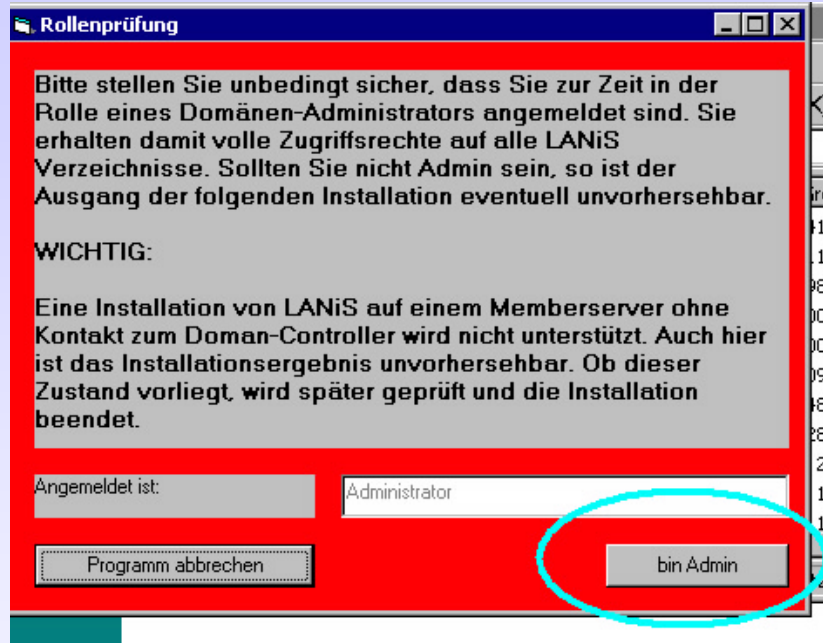 Rollenprüfung
Bitte stellen Sie unbedingt sicher, dass Sie zur Zeit in der
Rolle eines Domänen-Administrators angemeldet sind. Sie
erhalten damit volle Zugriffsrechte auf alle LANiS
Verzeichnisse. Sollten Sie nicht Admin sein, so ist der
Ausgang der folgenden Installation eventuell unvorhersehbar.
WICHTIG:
Eine Installation von LANiS auf einem Memberserver ohne
Kontakt zum Doman-Controller wird nicht unterstützt. Auch hier
ist das Installationsergebnis unvorhersehbar. Ob dieser
Zustand vorliegt, wird später geprüft und die Installation
beendet.
Angemeldet ist:
Administrator
Programm abbrechen
bin Admin